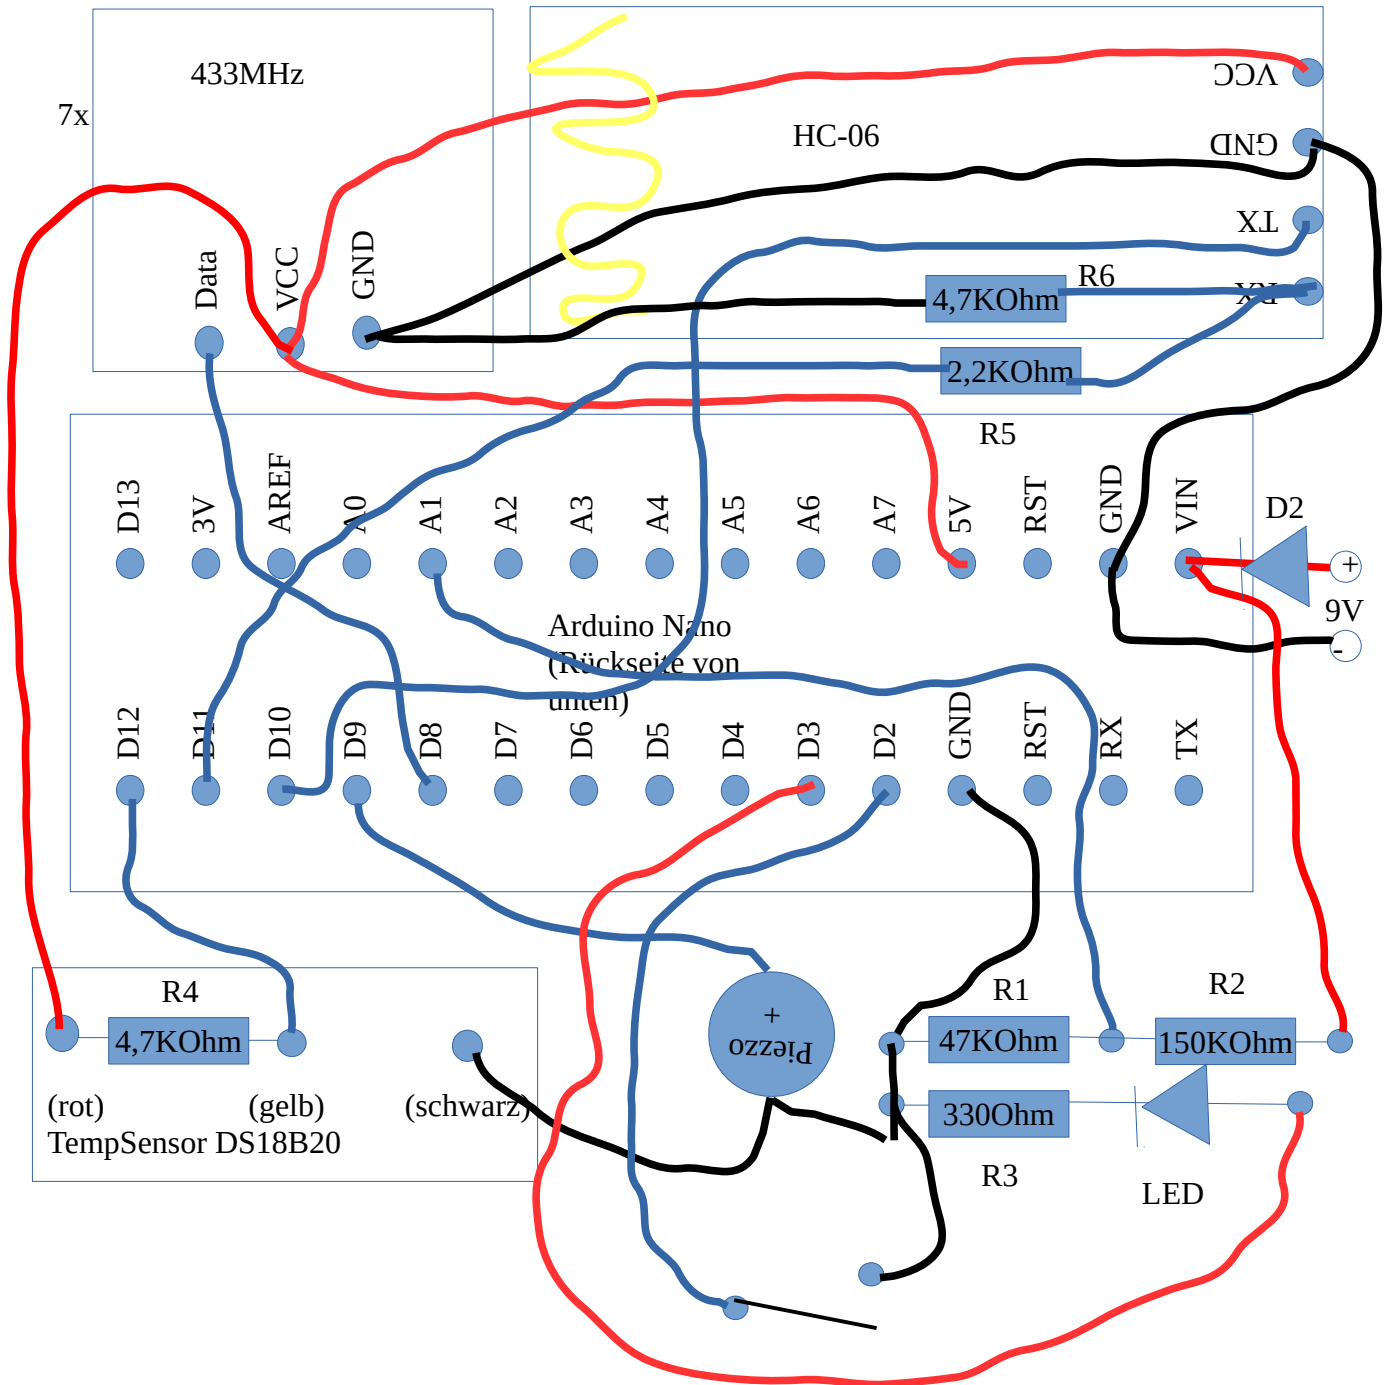 433MHz
7x
VCC
HC-06
GND
TX
RX
Data
VCC
GND
R6
4,7KOhm
2,2KOhm
R5
D13
3V
AREF
A0
A1
A2
A3
A4
A5
A6
A7
5V
RST
GND
VIN
D2
+
9V
-
Arduino Nano
(Rückseite von
unten)
D12
D11
D10
D9
D8
D7
D6
D5
D4
D3
D2
GND
RST
RX
TX
R4
4,7KOhm
+
Piezzo
R1
47KOhm
R2
150KOhm
330Ohm
R3
LED
(rot)
(gelb)
(schwarz)
TempSensor DS18B20